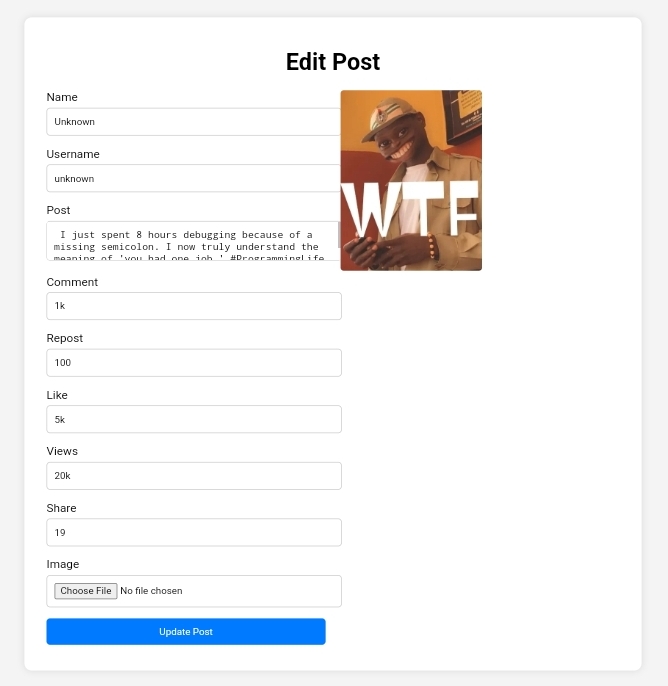 Edit Post
Name
Unknown
Username
unknown
Post
I just spent 8 hours debugging because of a
missing semicolon. I now truly understand the
meaning of 'you had one job.' #ProgrammingLife
WTF
Comment
1k
Repost
100
Like
5k
Views
20k
Share
19
Image
Choose File No file chosen
Update Post